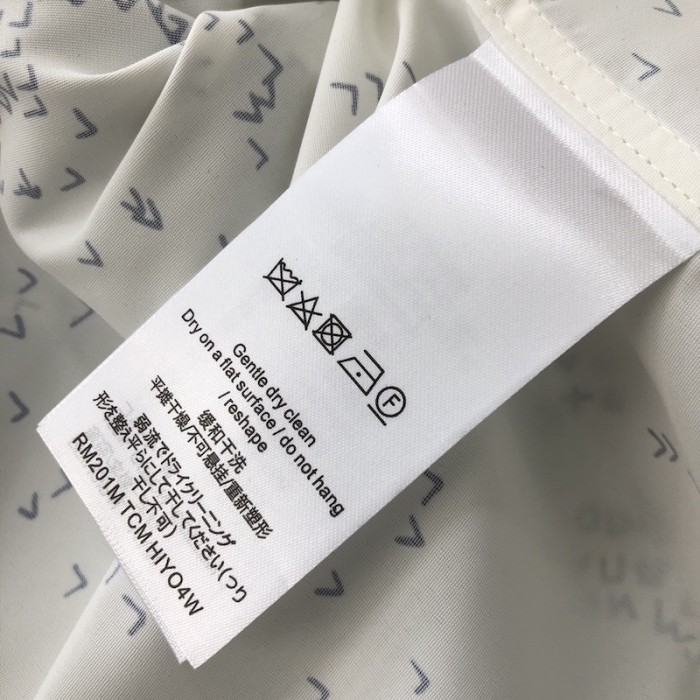 F
Gentle dry clean
Dry on a flat surface / do not hang
/ reshape
缓和干洗
平摊干燥/不可悬挂/重新塑形
弱流でドライクリーニング
形を整え平らにして干してください(つり
干し不可)
RM201M TCM HIYO4W